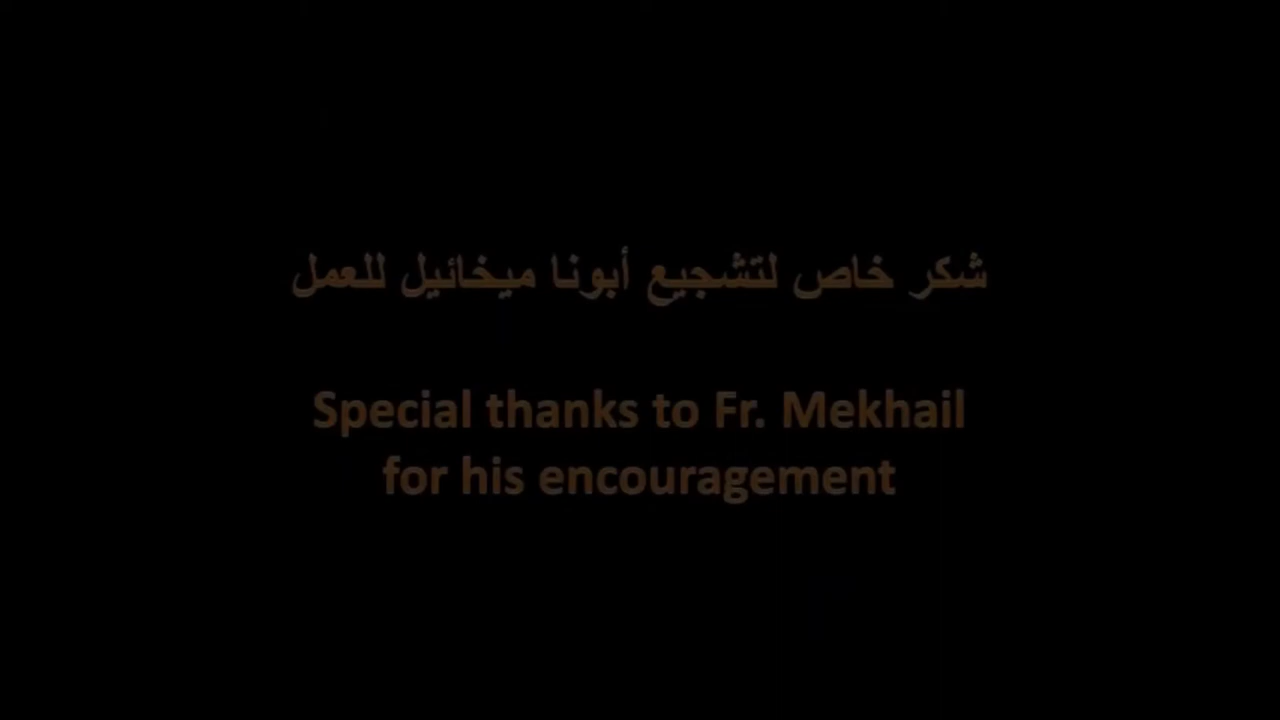 شكر خاص لتشجيع أبونا ميخائيل للعمل
Special thanks to Fr. Mekhail
for his encouragement